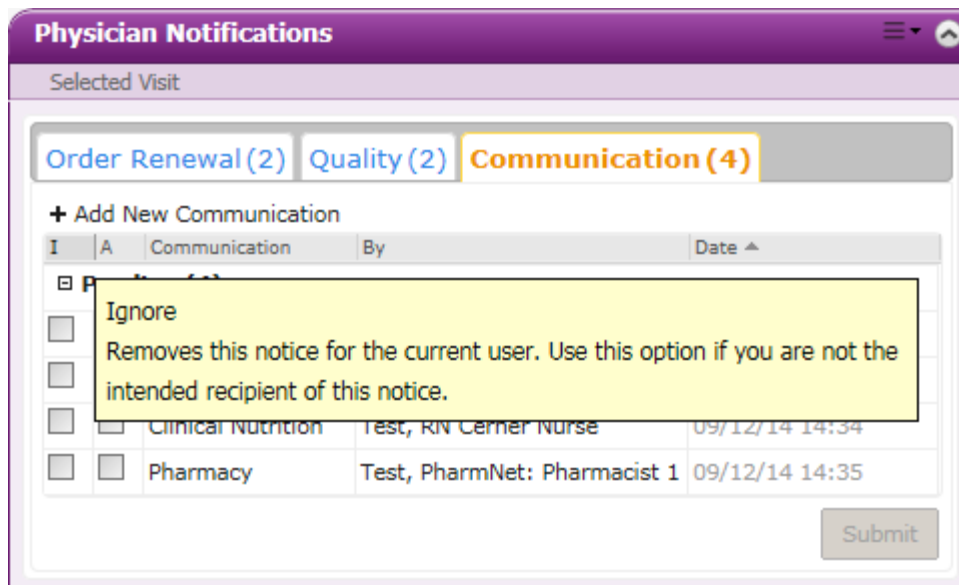 Physician Notifications
Selected Visit
Order Renewal (2) Quality (2) Communication (4)
+ Add New Communication
I A Communication By Date
Ignore
Removes this notice for the current user. Use this option if you are not the
intended recipient of this notice.
Clinical Nutrition Test, RN Cerner Nurse 09/12/14 14:34
Pharmacy Test, PharmNet: Pharmacist 1 09/12/14 14:35
Submit